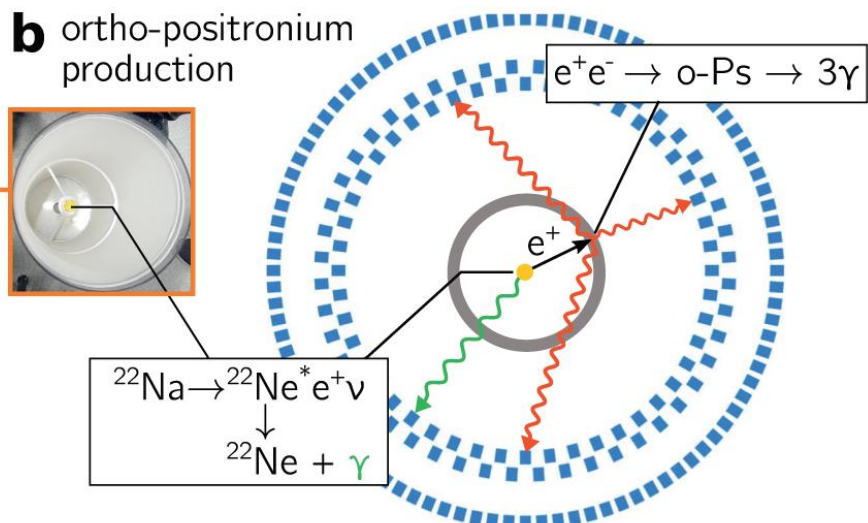 b ortho-positronium
production
e⁺e⁻ → o-Ps → 3γ
e⁺
²²Na→²²Ne*e⁺ν
↓
²²Ne + γ